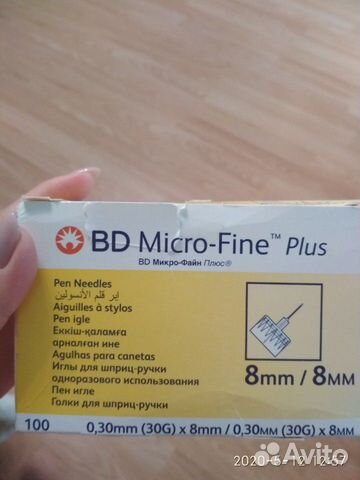 BD Micro-Fine™ Plus
BD Микро-Файн Плюс®
Pen Needles
إبر قلم الأنسولين
Aiguilles à stylos
Pen igle
Еккіш-қаламға
арналған ине
Agulhas para canetas
Иглы для шприц-ручки
одноразового использования
Пен игле
Голки для шприц-ручки
8mm / 8мм
100 0,30mm (30G) x 8mm / 0,30мм (30G) x 8мм
2020-5-12 12:57
Avito